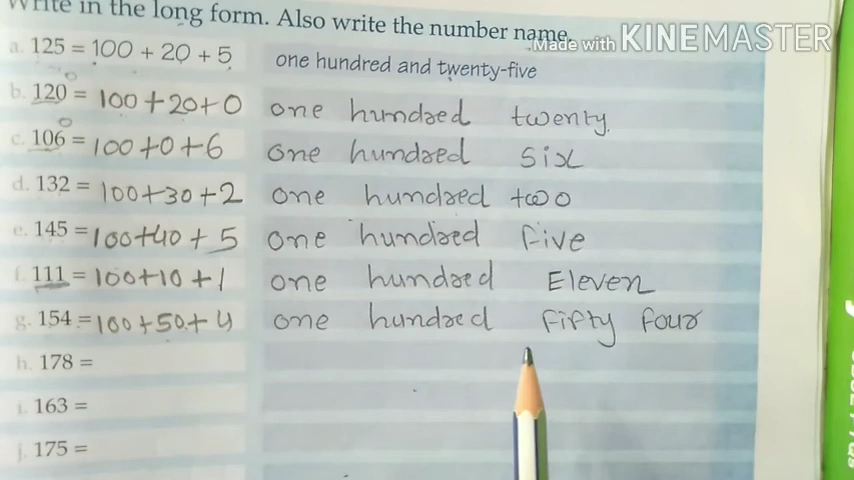 Write in the long form. Also write the number name.
Made with KINEMASTER
a. 125 = 100 + 20 + 5 one hundred and twenty-five
b. 120 = 100 + 20 + 0 one hundred twenty.
c. 106 = 100 + 0 + 6 one hundred six
d. 132 = 100 + 30 + 2 one hundred two
e. 145 = 100 + 40 + 5 one hundred five
f. 111 = 100 + 10 + 1 one hundred Eleven
g. 154 = 100 + 50 + 4 one hundred fifty four
h. 178 =
i. 163 =
j. 175 =